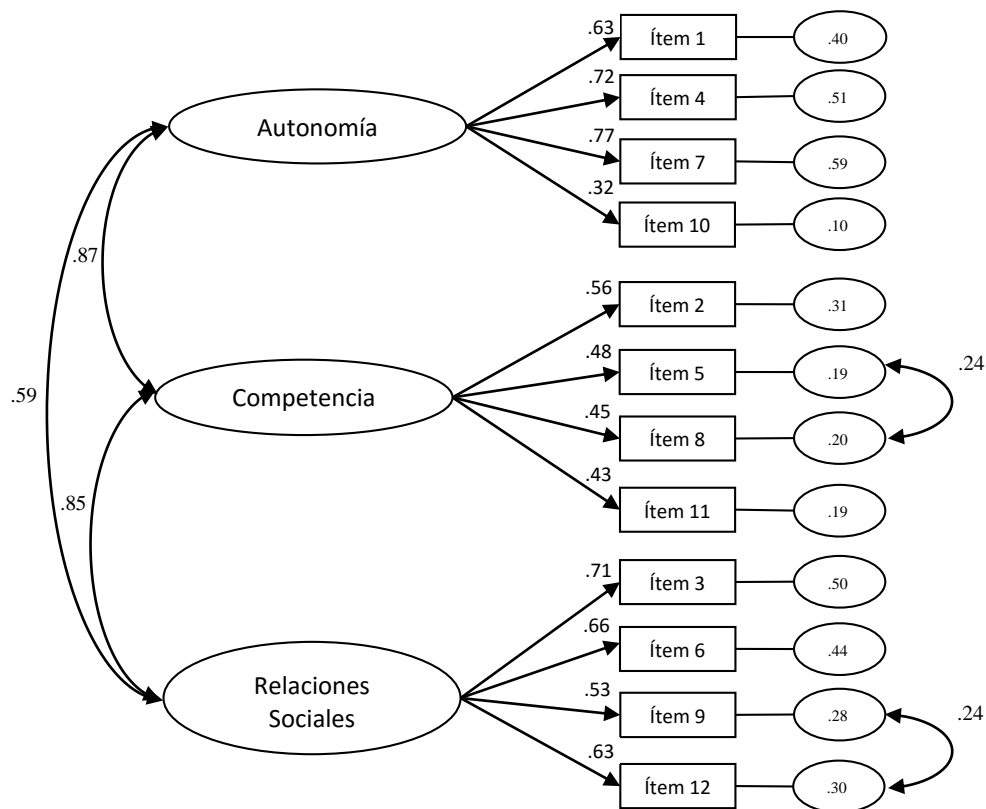 .63
Ítem 1
.40
.72
Ítem 4
.51
Autonomía
.77
Ítem 7
.59
.32
Ítem 10
.10
.87
.56
Ítem 2
.31
.48
Ítem 5
.19
.24
Competencia
.59
.45
Ítem 8
.20
.43
Ítem 11
.19
.85
.71
Ítem 3
.50
.66
Ítem 6
.44
Relaciones
Sociales
.53
Ítem 9
.28
.24
.63
Ítem 12
.30